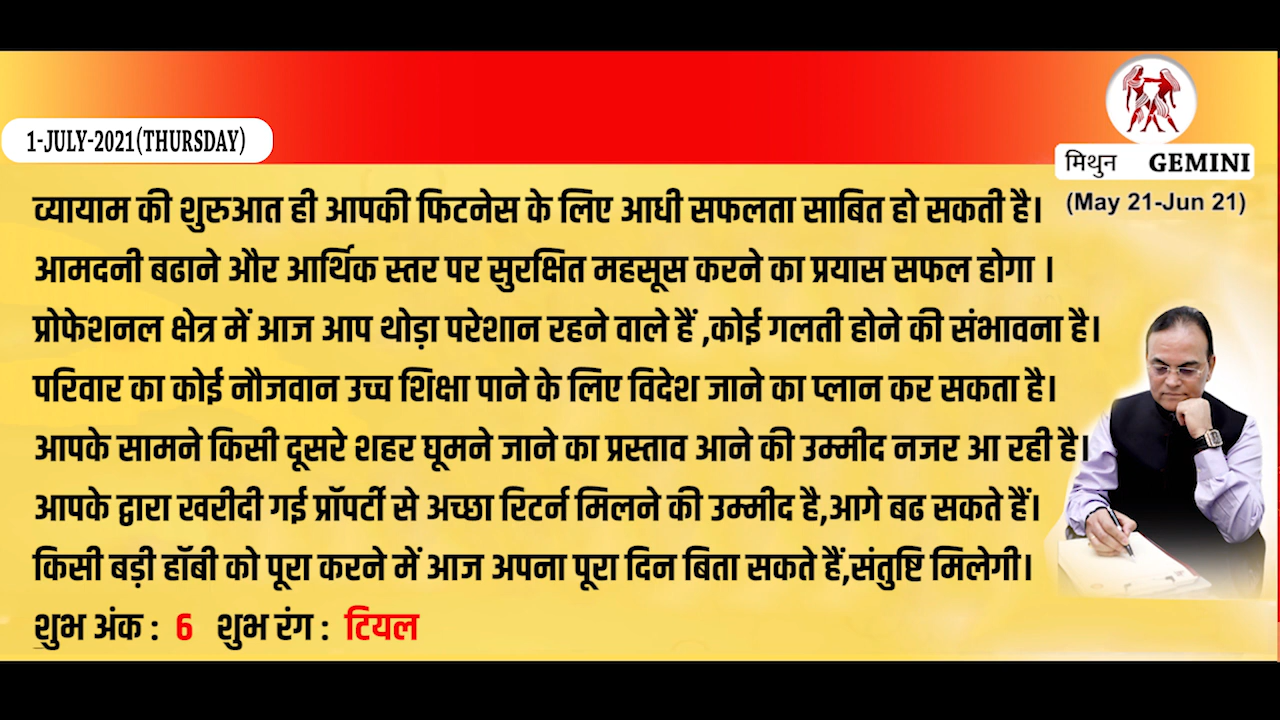 1-JULY-2021(THURSDAY)
मिथुन GEMINI
(May 21-Jun 21)
व्यायाम की शुरुआत ही आपकी फिटनेस के लिए आधी सफलता साबित हो सकती है।
आमदनी बढाने और आर्थिक स्तर पर सुरक्षित महसूस करने का प्रयास सफल होगा ।
प्रोफेशनल क्षेत्र में आज आप थोड़ा परेशान रहने वाले हैं ,कोई गलती होने की संभावना है।
परिवार का कोई नौजवान उच्च शिक्षा पाने के लिए विदेश जाने का प्लान कर सकता है।
आपके सामने किसी दूसरे शहर घूमने जाने का प्रस्ताव आने की उम्मीद नजर आ रही है।
आपके द्वारा खरीदी गई प्रॉपर्टी से अच्छा रिटर्न मिलने की उम्मीद है,आगे बढ सकते हैं।
किसी बड़ी हॉबी को पूरा करने में आज अपना पूरा दिन बिता सकते हैं,संतुष्टि मिलेगी।
शुभ अंक : 6 शुभ रंग : टियल